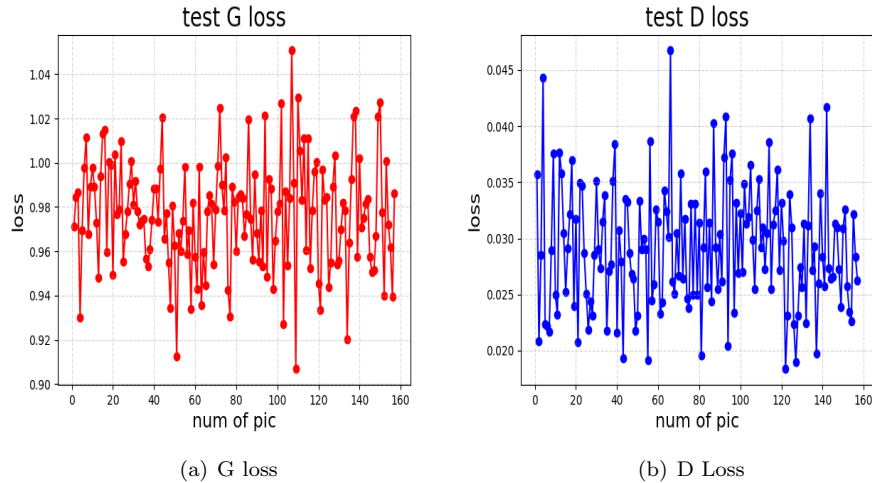 test G loss
1.04
1.02
1.00
0.98
0.96
0.94
0.92
0.90
loss
0 20 40 60 80 100 120 140 160
num of pic
(a) G loss
test D loss
0.045
0.040
0.035
0.030
0.025
0.020
loss
0 20 40 60 80 100 120 140 160
num of pic
(b) D Loss